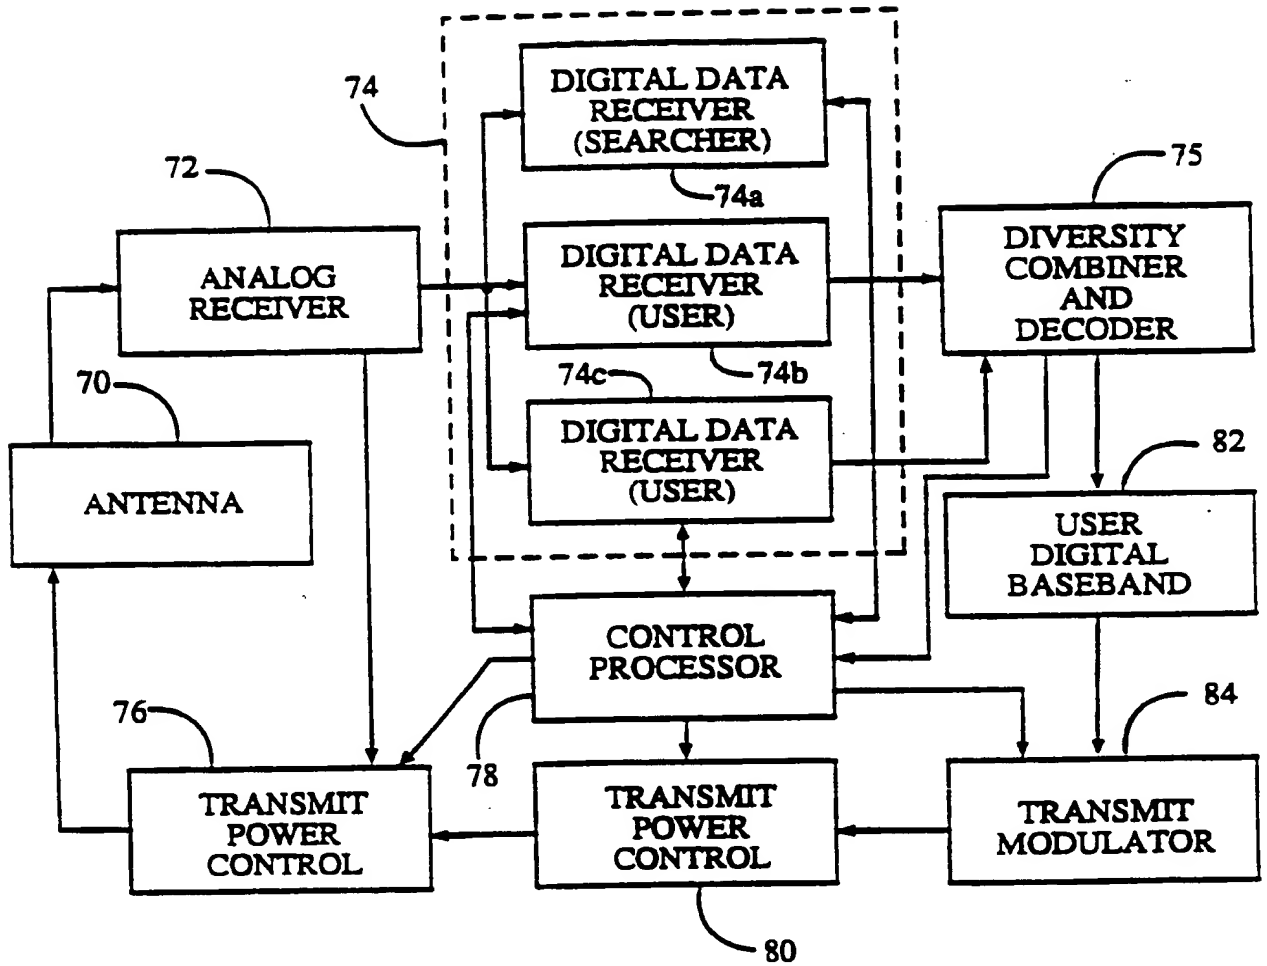 74
DIGITAL DATA
RECEIVER
(SEARCHER)
74a
72
75
ANALOG
RECEIVER
DIGITAL DATA
RECEIVER
(USER)
74b
DIVERSITY
COMBINER
AND
DECODER
70
74c
ANTENNA
DIGITAL DATA
RECEIVER
(USER)
82
USER
DIGITAL
BASEBAND
CONTROL
PROCESSOR
78
76
84
TRANSMIT
POWER
CONTROL
TRANSMIT
POWER
CONTROL
80
TRANSMIT
MODULATOR